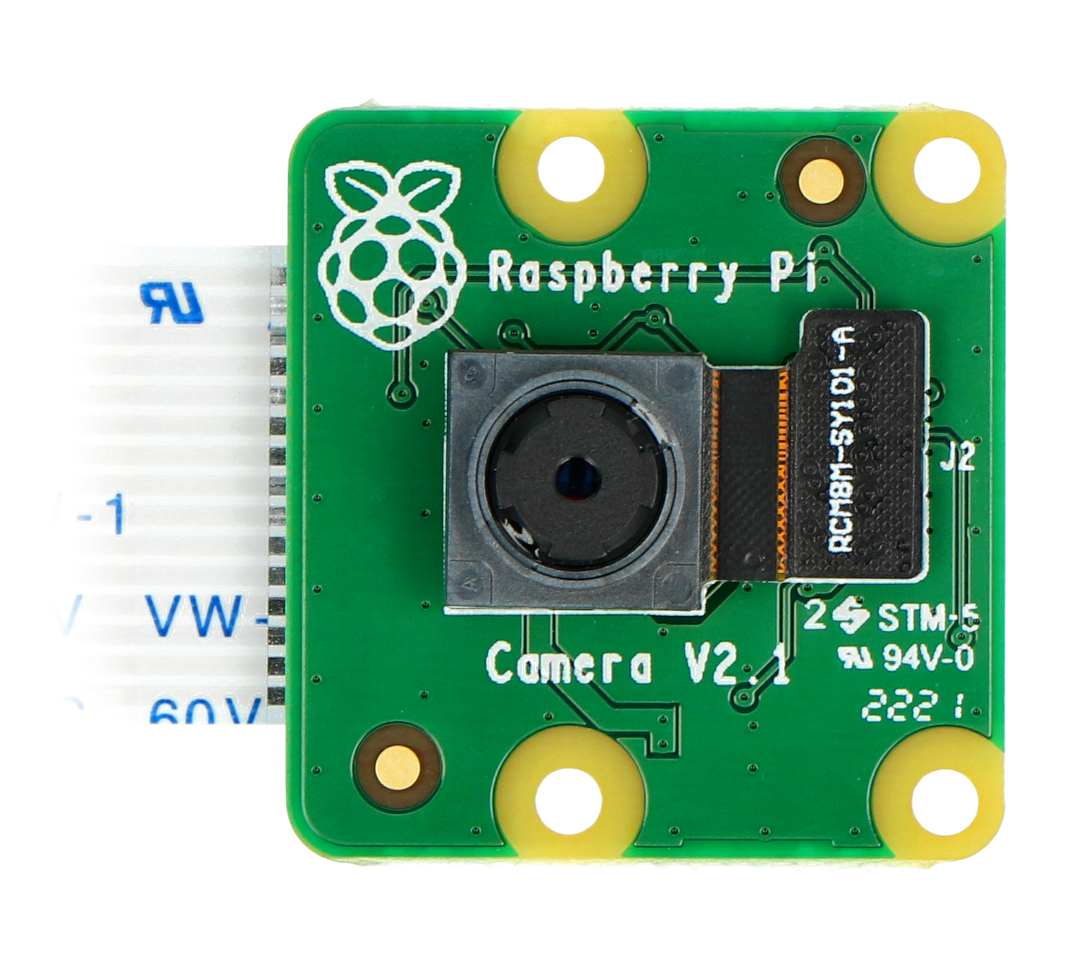 Raspberry Pi
RCM8M-SY101-A
J2
-1
VW-
60V
2 STM-5
94V-0
Camera V2.1
2221